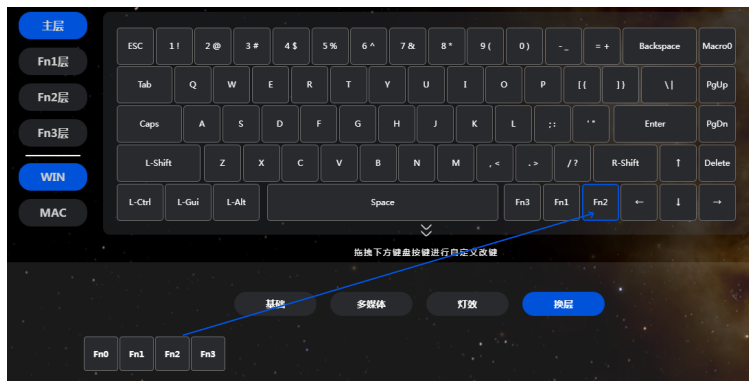 主层
Fn1层
Fn2层
Fn3层
WIN
MAC
ESC 1 ! 2 @ 3 # 4 $ 5 % 6 ^ 7 & 8 * 9 ( 0 ) - _ = + Backspace Macro0
Tab Q W E R T Y U I O P [ { ] } \ | PgUp
Caps A S D F G H J K L ; : ' " Enter PgDn
L-Shift Z X C V B N M , < . > / ? R-Shift ↑ Delete
L-Ctrl L-Gui L-Alt Space Fn3 Fn1 Fn2 ← ↓ →
拖拽下方键盘按键进行自定义改键
基础 多媒体 灯效 换层
Fn0 Fn1 Fn2 Fn3